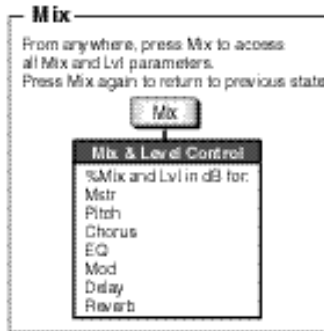 Mix
From anywhere, press Mix to access
all Mix and Lvl parameters.
Press Mix again to return to previous state
Mix
Mix & Level Control
%Mix and Lvl in dB for:
Mstr
Pitch
Chorus
EQ
Mod
Delay
Reverb